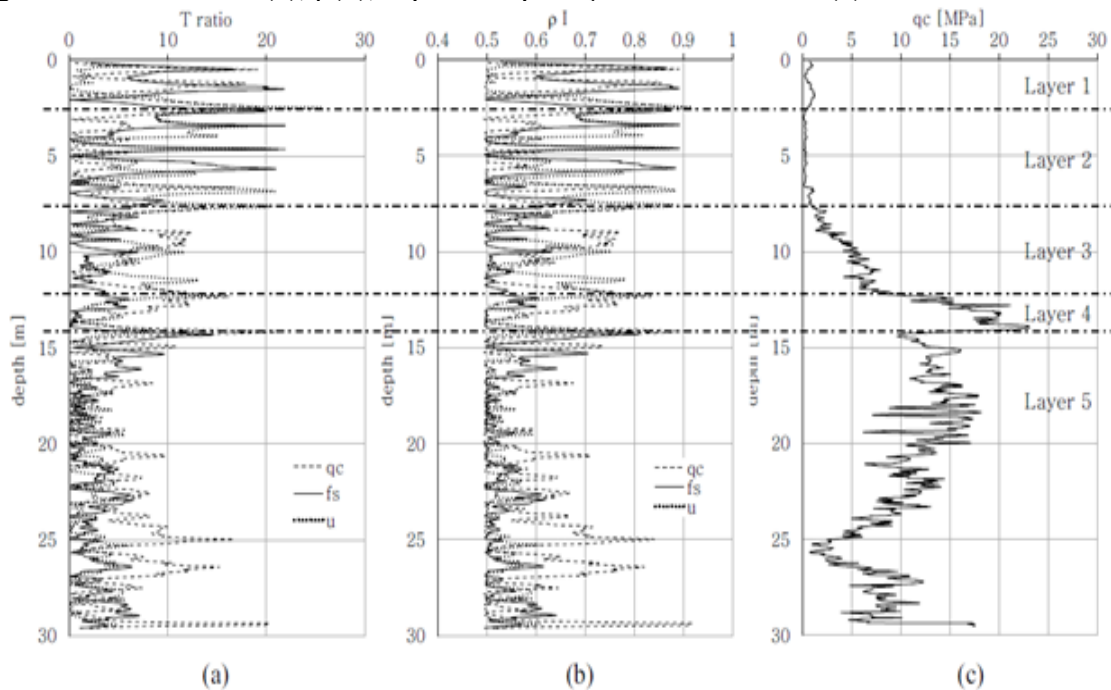 T ratio
0 10 20 30
ρ I
0.4 0.5 0.6 0.7 0.8 0.9 1
qc [MPa]
0 5 10 15 20 25 30
0
5
10
15
20
25
30
depth [m]
qc
fs
u
0
5
10
15
20
25
30
depth [m]
qc
fs
u
0
5
10
15
20
25
30
Layer 1
Layer 2
Layer 3
Layer 4
Layer 5
(a) (b) (c)